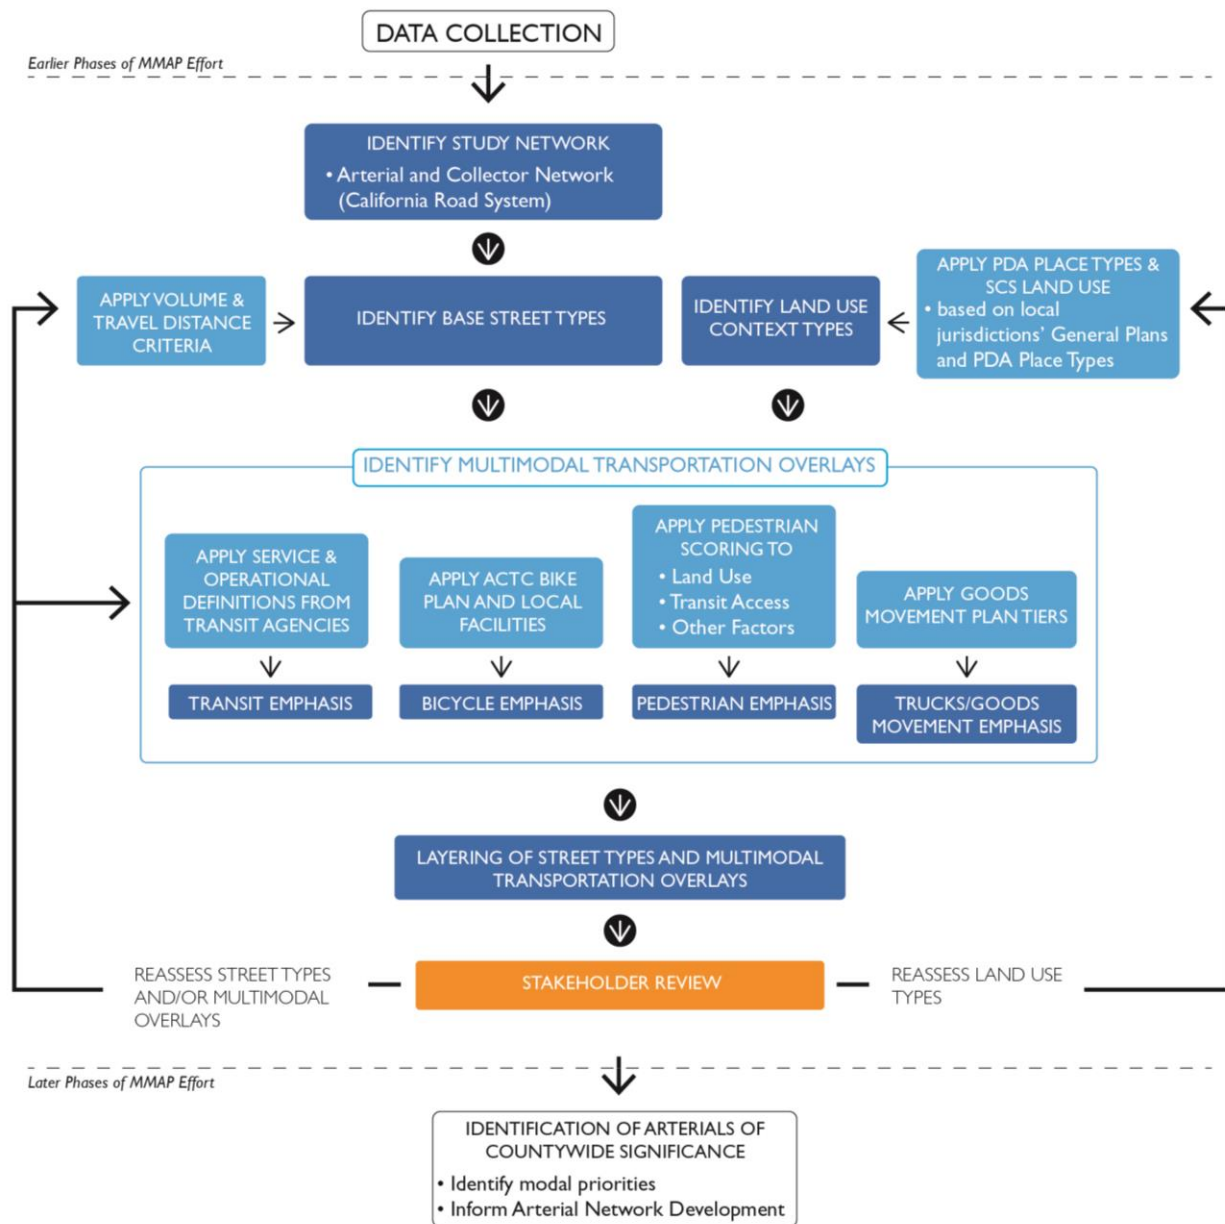 DATA COLLECTION
Earlier Phases of MMAP Effort
IDENTIFY STUDY NETWORK
• Arterial and Collector Network
(California Road System)
APPLY VOLUME &
TRAVEL DISTANCE
CRITERIA
IDENTIFY BASE STREET TYPES
IDENTIFY LAND USE
CONTEXT TYPES
APPLY PDA PLACE TYPES &
SCS LAND USE
• based on local
jurisdictions' General Plans
and PDA Place Types
IDENTIFY MULTIMODAL TRANSPORTATION OVERLAYS
APPLY SERVICE &
OPERATIONAL
DEFINITIONS FROM
TRANSIT AGENCIES
APPLY ACTC BIKE
PLAN AND LOCAL
FACILITIES
APPLY PEDESTRIAN
SCORING TO
• Land Use
• Transit Access
• Other Factors
APPLY GOODS
MOVEMENT PLAN TIERS
TRANSIT EMPHASIS
BICYCLE EMPHASIS
PEDESTRIAN EMPHASIS
TRUCKS/GOODS
MOVEMENT EMPHASIS
LAYERING OF STREET TYPES AND MULTIMODAL
TRANSPORTATION OVERLAYS
REASSESS STREET TYPES
AND/OR MULTIMODAL
OVERLAYS
STAKEHOLDER REVIEW
REASSESS LAND USE
TYPES
Later Phases of MMAP Effort
IDENTIFICATION OF ARTERIALS OF
COUNTYWIDE SIGNIFICANCE
• Identify modal priorities
• Inform Arterial Network Development